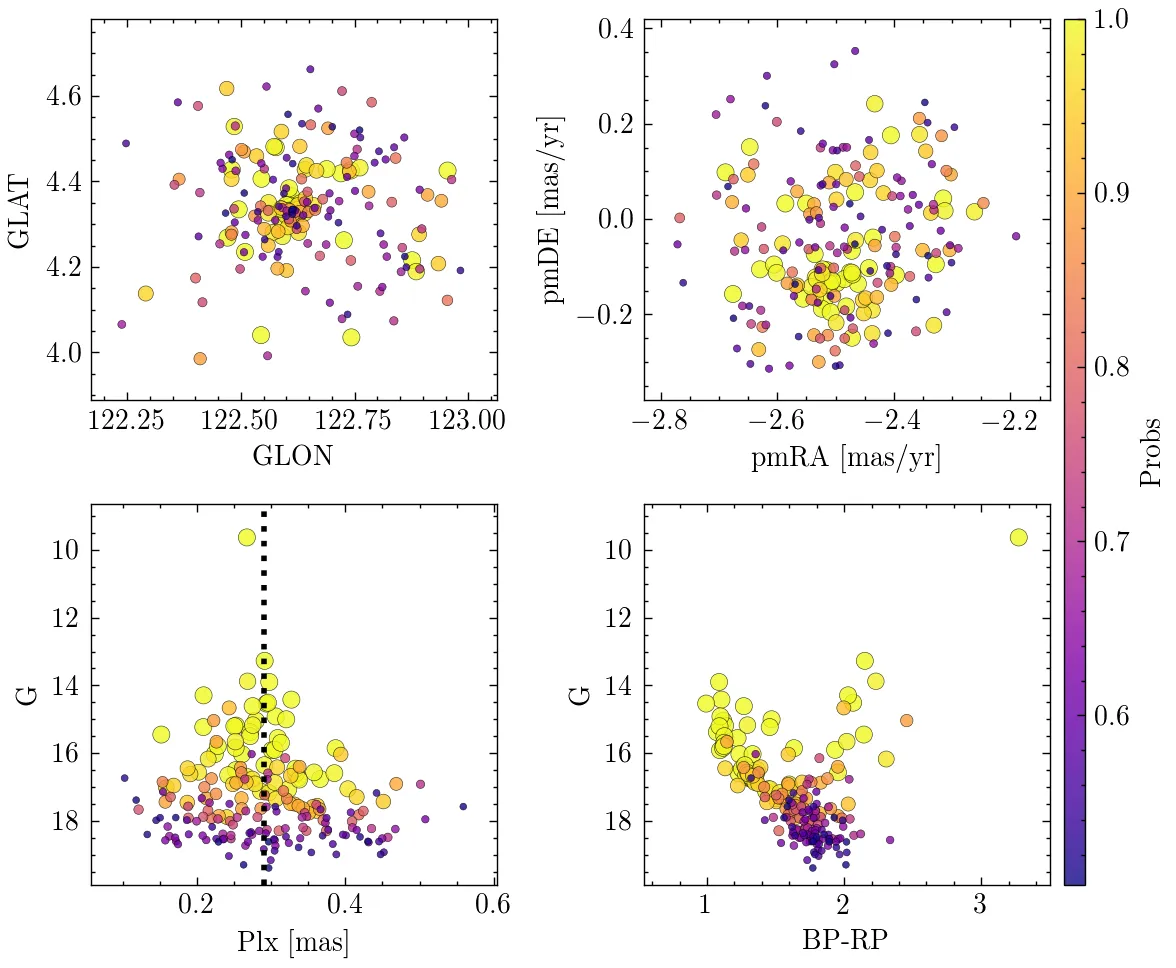 4.6
4.4
4.2
4.0
GLAT
122.25 122.50 122.75 123.00
GLON
0.4
0.2
0.0
−0.2
pmDE [mas/yr]
−2.8 −2.6 −2.4 −2.2
pmRA [mas/yr]
10
12
14
16
18
G
0.2 0.4 0.6
Plx [mas]
10
12
14
16
18
G
1 2 3
BP-RP
1.0
0.9
0.8
0.7
0.6
Probs